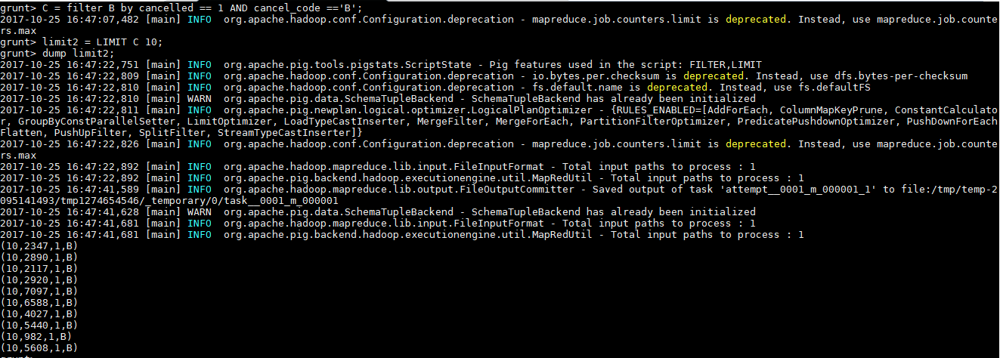 grunt> C = filter B by cancelled == 1 AND cancel_code =='B';
2017-10-25 16:47:07,482 [main] INFO  org.apache.hadoop.conf.Configuration.deprecation - mapreduce.job.counters.limit is deprecated. Instead, use mapreduce.job.counte
rs.max
grunt> limit2 = LIMIT C 10;
grunt> dump limit2;
2017-10-25 16:47:22,751 [main] INFO  org.apache.pig.tools.pigstats.ScriptState - Pig features used in the script: FILTER,LIMIT
2017-10-25 16:47:22,809 [main] INFO  org.apache.hadoop.conf.Configuration.deprecation - io.bytes.per.checksum is deprecated. Instead, use dfs.bytes-per-checksum
2017-10-25 16:47:22,810 [main] INFO  org.apache.hadoop.conf.Configuration.deprecation - fs.default.name is deprecated. Instead, use fs.defaultFS
2017-10-25 16:47:22,810 [main] WARN  org.apache.pig.data.SchemaTupleBackend - SchemaTupleBackend has already been initialized
2017-10-25 16:47:22,811 [main] INFO  org.apache.pig.newplan.logical.optimizer.LogicalPlanOptimizer - {RULES_ENABLED=[AddForEach, ColumnMapKeyPrune, ConstantCalculato
r, GroupByConstParallelSetter, LimitOptimizer, LoadTypeCastInserter, MergeFilter, MergeForEach, PartitionFilterOptimizer, PredicatePushdownOptimizer, PushDownForEach
Flatten, PushUpFilter, SplitFilter, StreamTypeCastInserter]}
2017-10-25 16:47:22,826 [main] INFO  org.apache.hadoop.conf.Configuration.deprecation - mapreduce.job.counters.limit is deprecated. Instead, use mapreduce.job.counte
rs.max
2017-10-25 16:47:22,892 [main] INFO  org.apache.hadoop.mapreduce.lib.input.FileInputFormat - Total input paths to process : 1
2017-10-25 16:47:22,892 [main] INFO  org.apache.pig.backend.hadoop.executionengine.util.MapRedUtil - Total input paths to process : 1
2017-10-25 16:47:41,589 [main] INFO  org.apache.hadoop.mapreduce.lib.output.FileOutputCommitter - Saved output of task 'attempt__0001_m_000001_1' to file:/tmp/temp-2
095141493/tmp1274654546/_temporary/0/task__0001_m_000001
2017-10-25 16:47:41,628 [main] WARN  org.apache.pig.data.SchemaTupleBackend - SchemaTupleBackend has already been initialized
2017-10-25 16:47:41,681 [main] INFO  org.apache.hadoop.mapreduce.lib.input.FileInputFormat - Total input paths to process : 1
2017-10-25 16:47:41,681 [main] INFO  org.apache.pig.backend.hadoop.executionengine.util.MapRedUtil - Total input paths to process : 1
(10,2347,1,B)
(10,2890,1,B)
(10,2117,1,B)
(10,2920,1,B)
(10,7097,1,B)
(10,6588,1,B)
(10,4027,1,B)
(10,5440,1,B)
(10,982,1,B)
(10,5608,1,B)